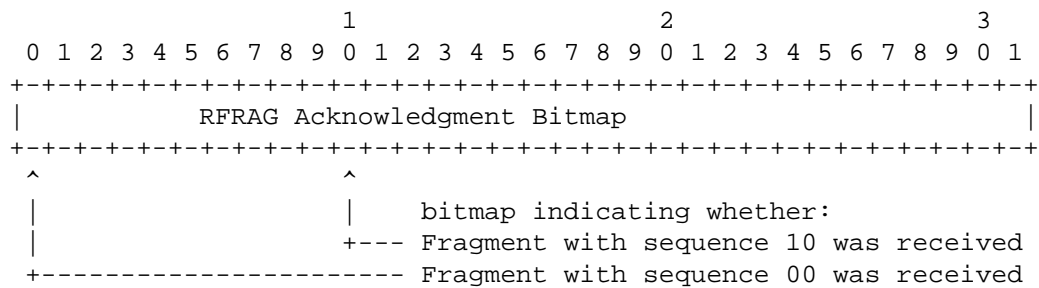 1                   2                   3
 0 1 2 3 4 5 6 7 8 9 0 1 2 3 4 5 6 7 8 9 0 1 2 3 4 5 6 7 8 9 0 1
+-+-+-+-+-+-+-+-+-+-+-+-+-+-+-+-+-+-+-+-+-+-+-+-+-+-+-+-+-+-+-+-+
|           RFRAG Acknowledgment Bitmap                         |
+-+-+-+-+-+-+-+-+-+-+-+-+-+-+-+-+-+-+-+-+-+-+-+-+-+-+-+-+-+-+-+-+
 ^                   ^
 |                   |    bitmap indicating whether:
 |                   +--- Fragment with sequence 10 was received
 +----------------------- Fragment with sequence 00 was received